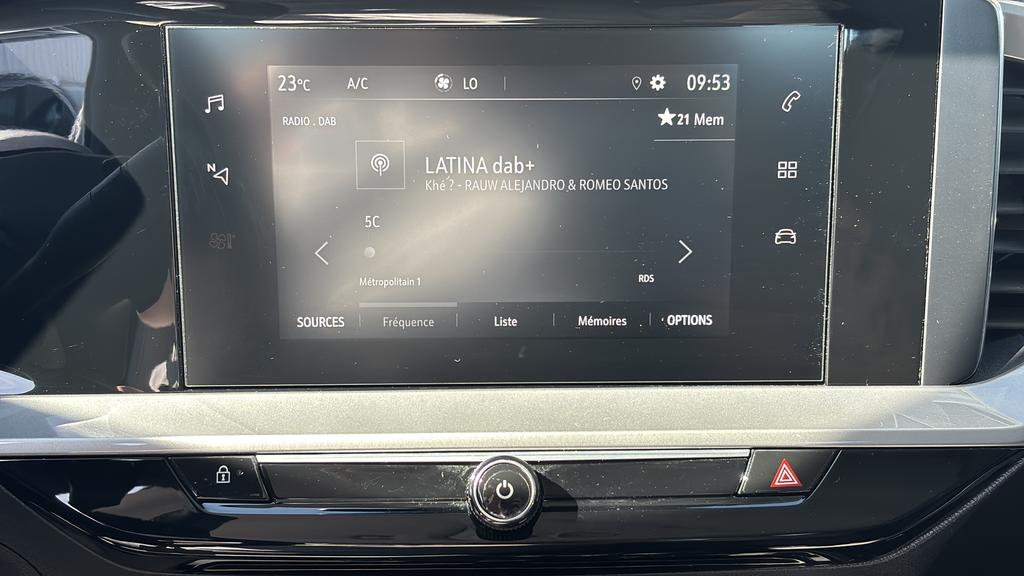 23°C A/C LO 09:53
RADIO . DAB
21 Mem
LATINA dab+
Khé ? - RAUW ALEJANDRO & ROMEO SANTOS
N
5C
Métropolitain 1
RDS
SOURCES Fréquence Liste Mémoires OPTIONS